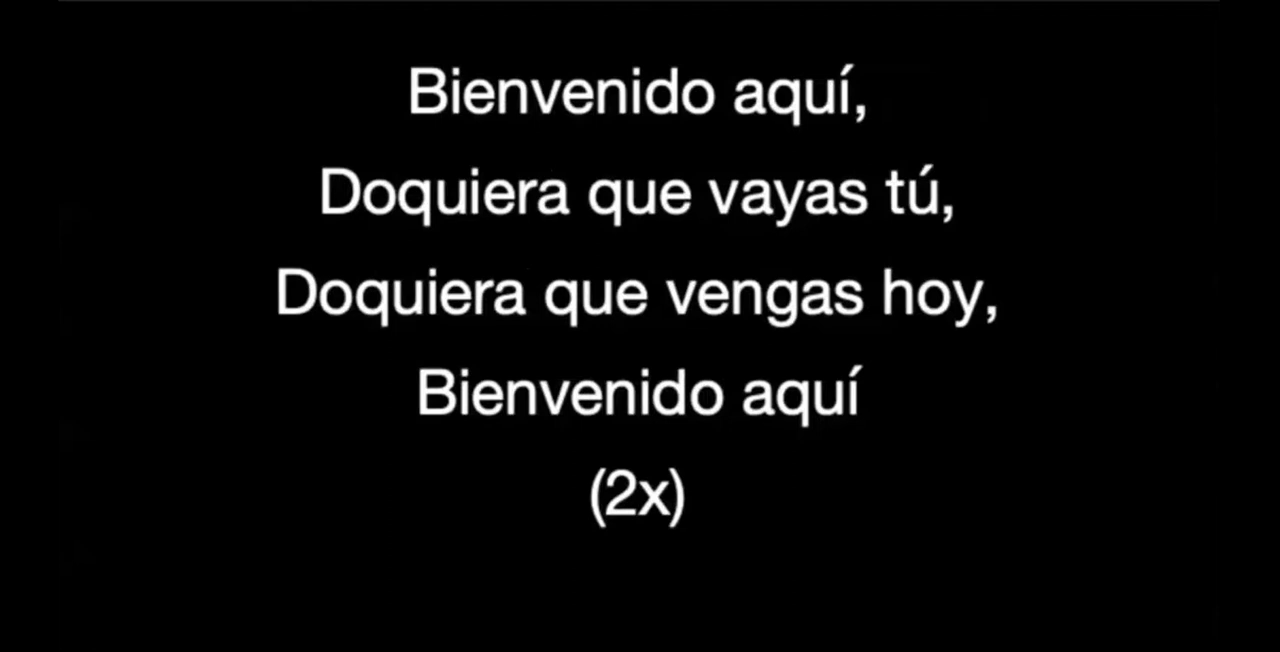 Bienvenido aquí,
Doquiera que vayas tú,
Doquiera que vengas hoy,
Bienvenido aquí
(2x)